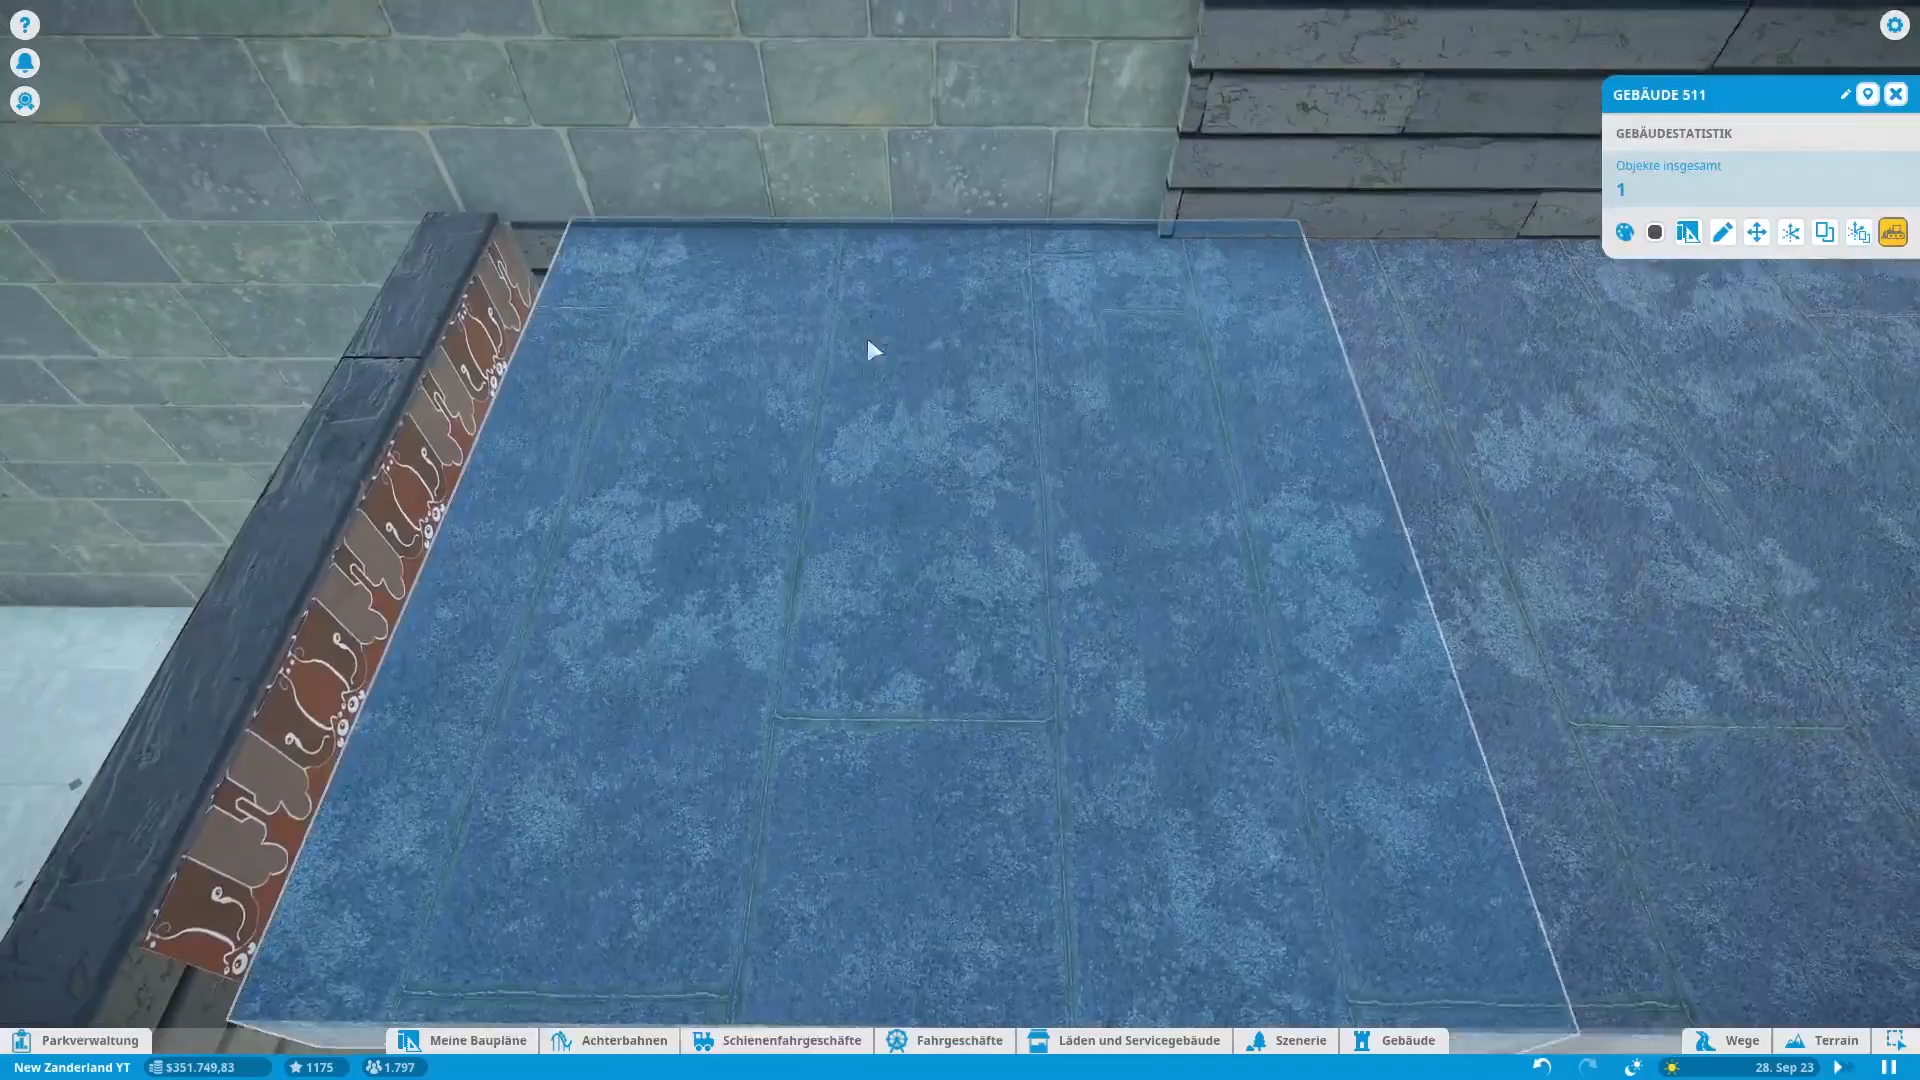 ?
GEBÄUDE 511
GEBÄUDESTATISTIK
Objekte insgesamt
1
Parkverwaltung
Meine Baupläne
Achterbahnen
Schienenfahrgeschäfte
Fahrgeschäfte
Läden und Servicegebäude
Szenerie
Gebäude
Wege
Terrain
New Zanderland YT
$351.749,83
1175
1.797
28. Sep 23